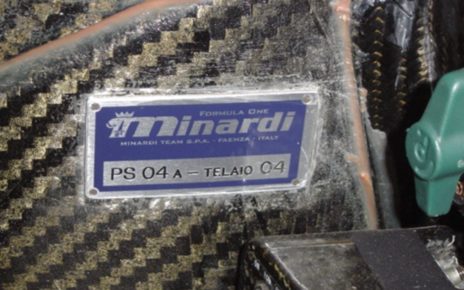 FORMULA ONE
minardi
MINARDI TEAM S.P.A. - FAENZA - ITALY
PS 04 A - TELAIO 04